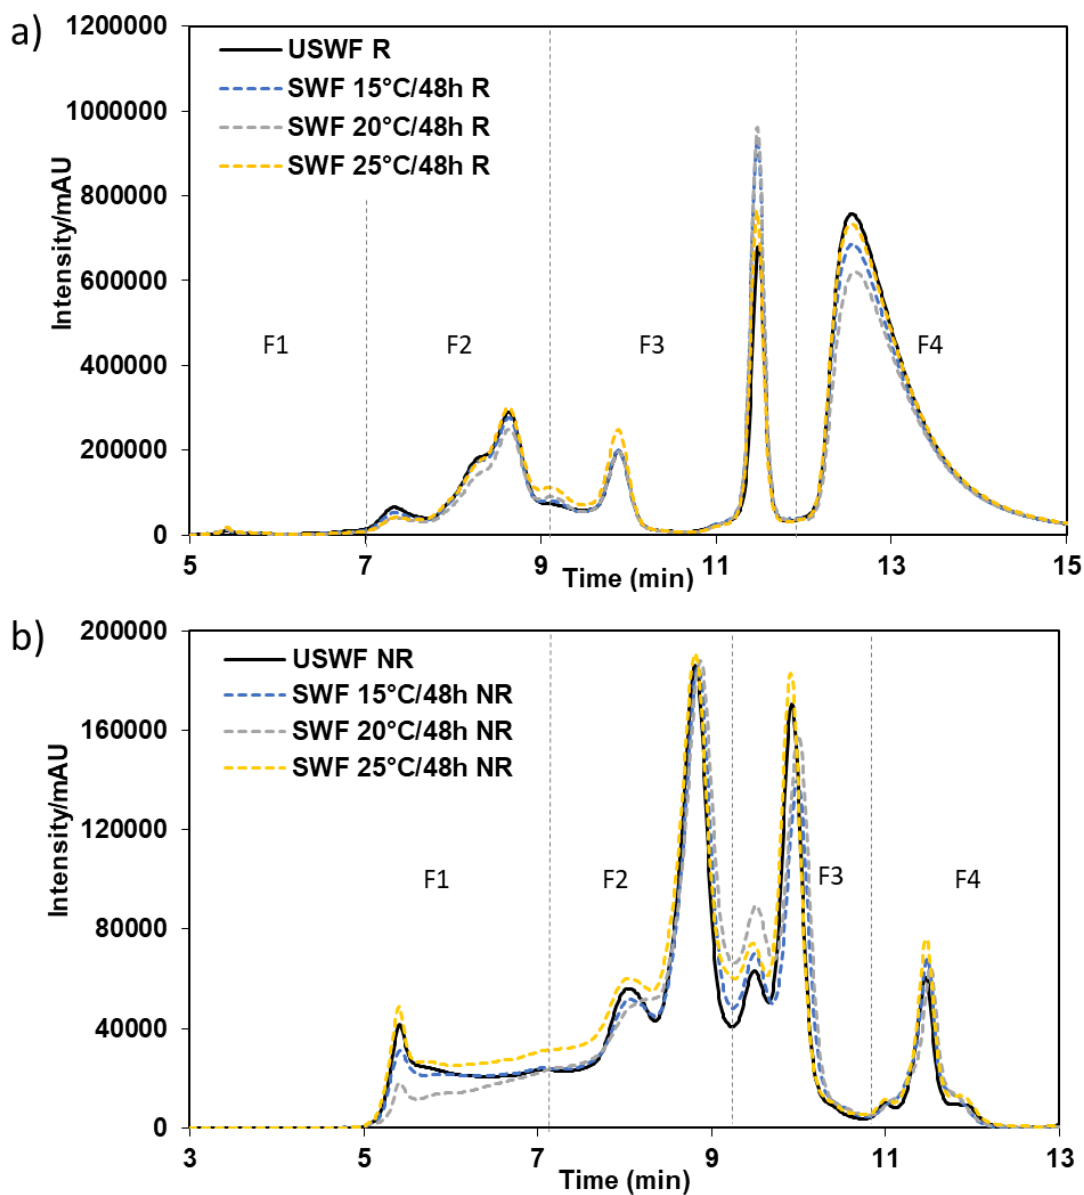 a)
Intensity/mAU
1200000
1000000
800000
600000
400000
200000
0
USWF R
SWF 15°C/48h R
SWF 20°C/48h R
SWF 25°C/48h R
F1
F2
F3
F4
5
7
9
11
13
15
Time (min)
b)
Intensity/mAU
200000
160000
120000
80000
40000
0
USWF NR
SWF 15°C/48h NR
SWF 20°C/48h NR
SWF 25°C/48h NR
F1
F2
F3
F4
3
5
7
9
11
13
Time (min)